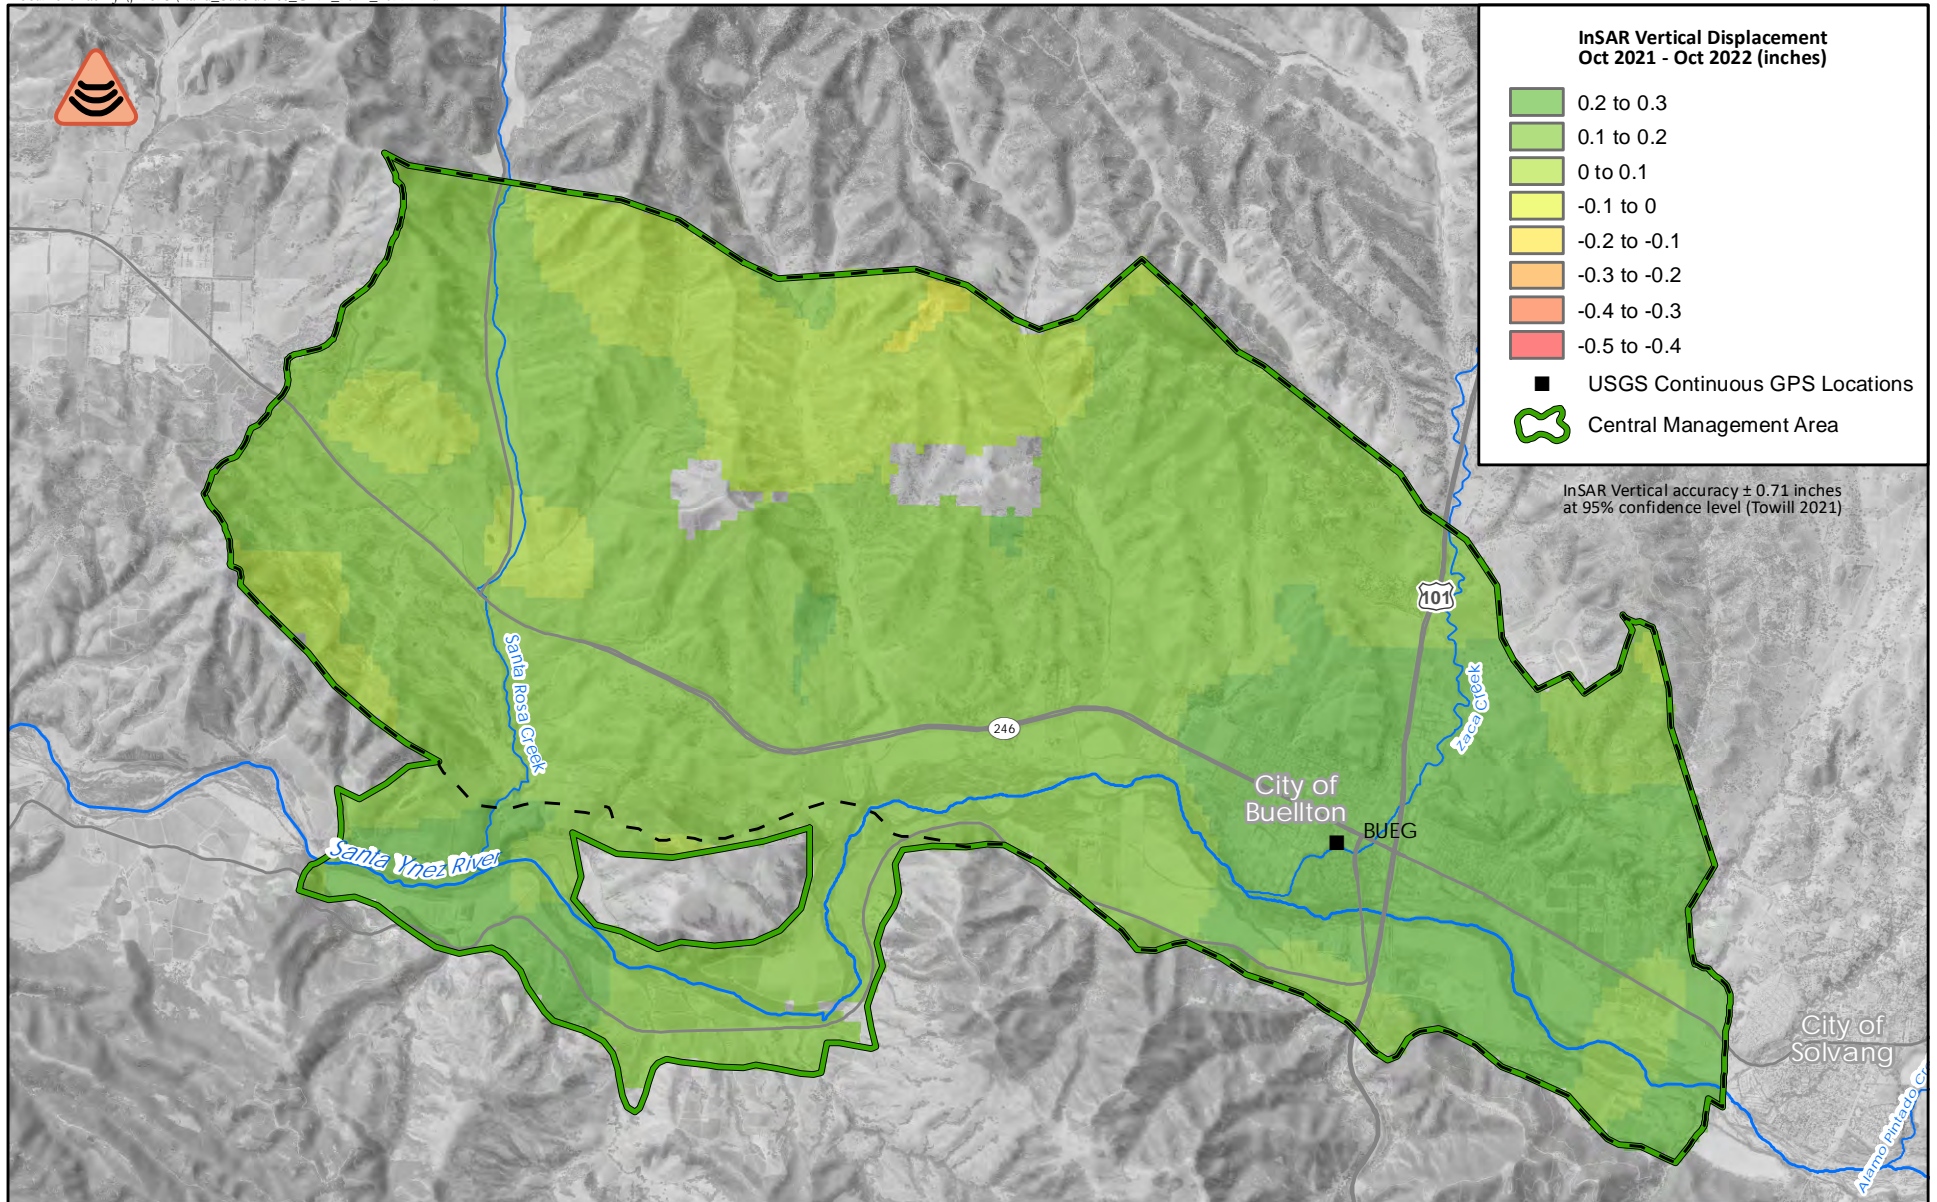 InSAR Vertical Displacement
Oct 2021 - Oct 2022 (inches)
0.2 to 0.3
0.1 to 0.2
0 to 0.1
-0.1 to 0
-0.2 to -0.1
-0.3 to -0.2
-0.4 to -0.3
-0.5 to -0.4
USGS Continuous GPS Locations
Central Management Area
InSAR Vertical accuracy ± 0.71 inches
at 95% confidence level (Towill 2021)
101
Santa Rosa Creek
Zaca Creek
246
City of
Buellton
BUEG
Santa Ynez River
City of
Solvang
Alamo Pintado